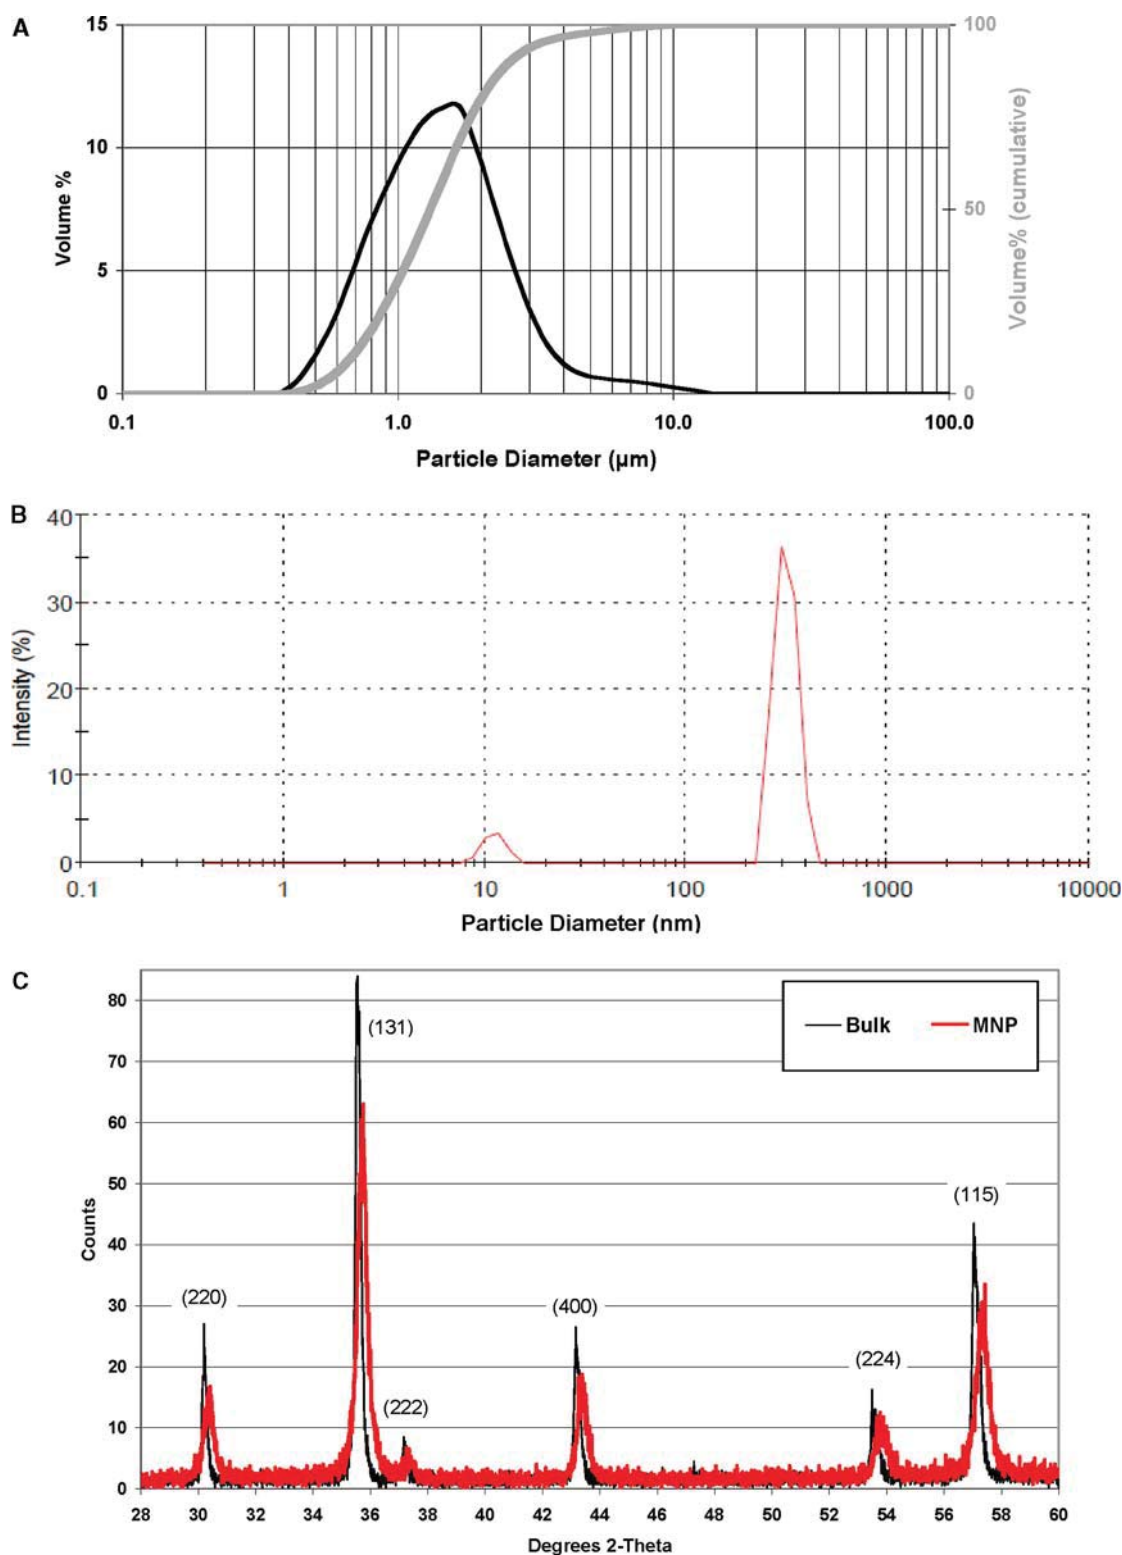 A
15
10
5
0
Volume %
100
50
0
Volume% (cumulative)
0.1 1.0 10.0 100.0
Particle Diameter (µm)
B
40
30
20
10
0
Intensity (%)
0.1 1 10 100 1000 10000
Particle Diameter (nm)
C
80
70
60
50
40
30
20
10
0
Counts
Bulk MNP
(131)
(115)
(220)
(400)
(224)
(222)
28 30 32 34 36 38 40 42 44 46 48 50 52 54 56 58 60
Degrees 2-Theta